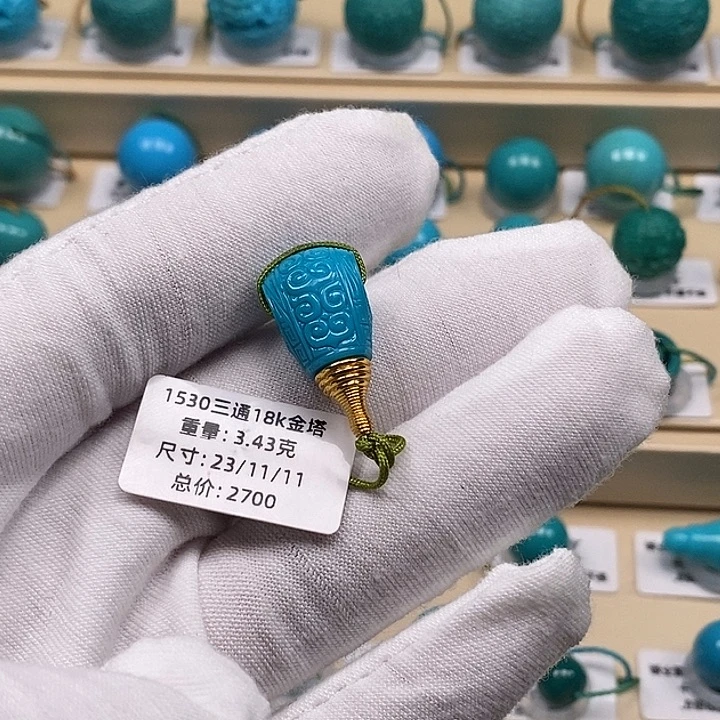 1530三通18k金塔
重量: 3.43克
尺寸: 23/11/11
总价: 2700